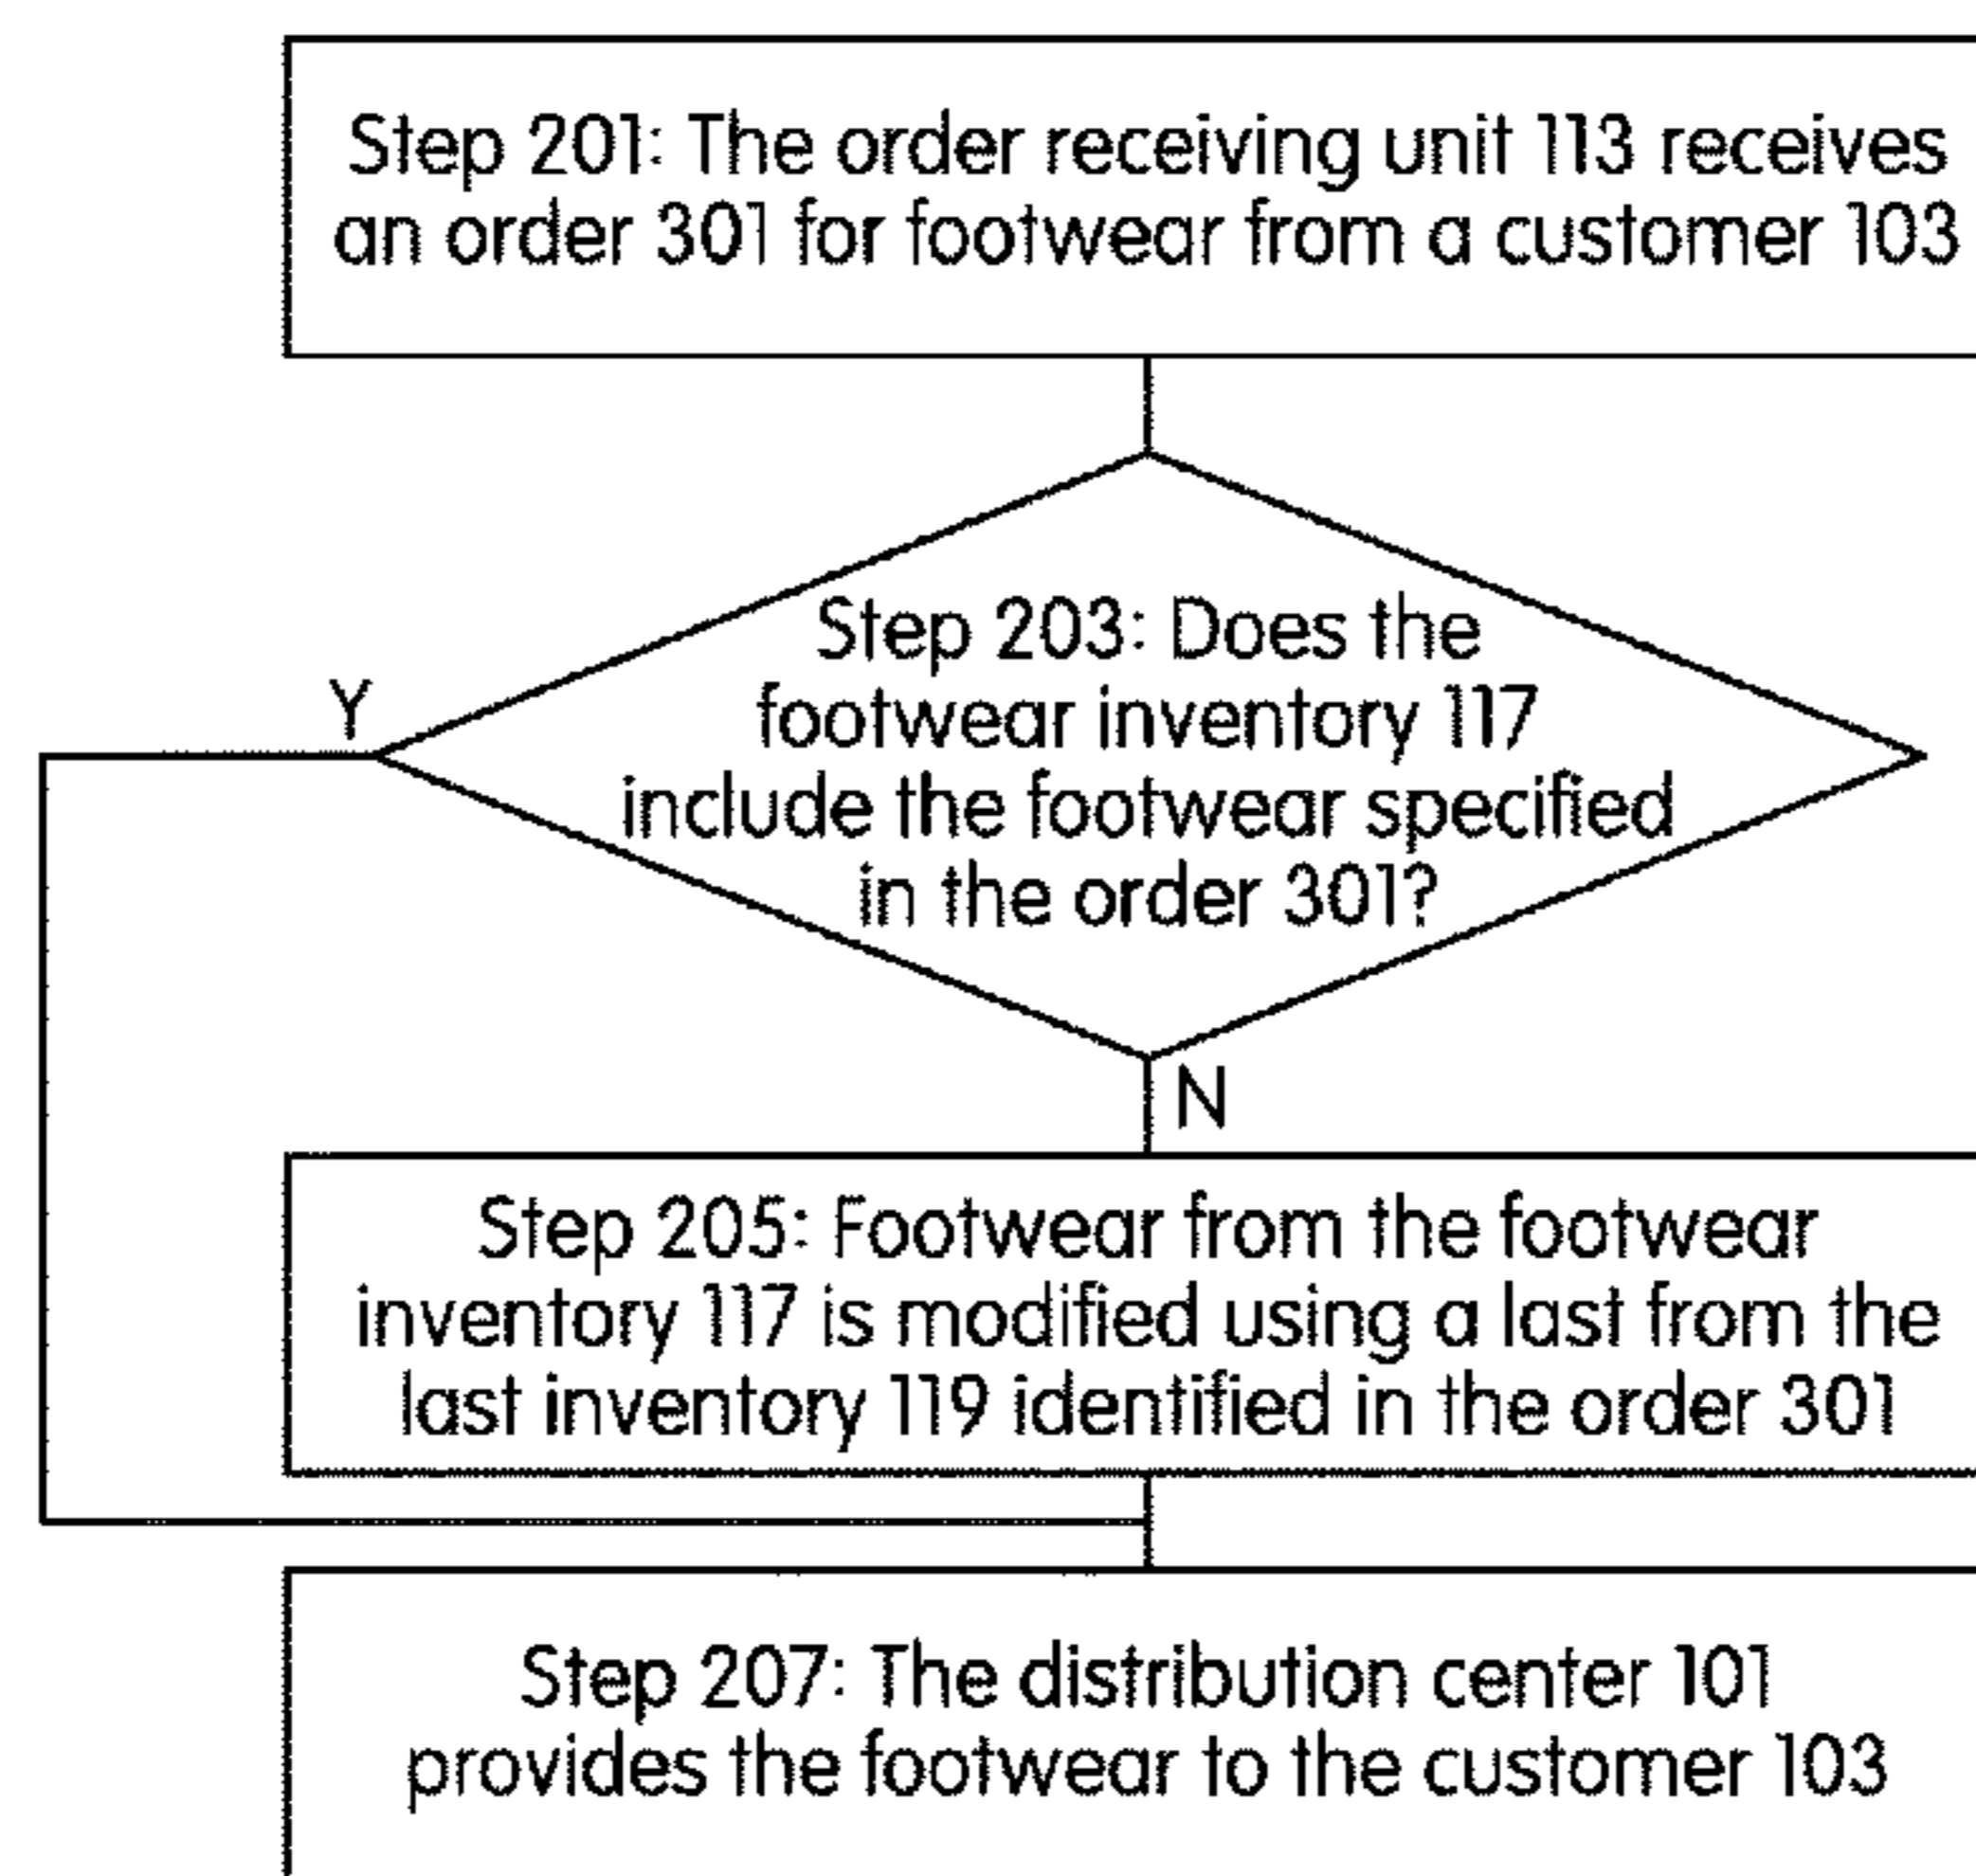 Step 201: The order receiving unit 113 receives
an order 301 for footwear from a customer 103
Step 203: Does the
footwear inventory 117
include the footwear specified
in the order 301?
Y
N
Step 205: Footwear from the footwear
inventory 117 is modified using a last from the
last inventory 119 identified in the order 301
Step 207: The distribution center 101
provides the footwear to the customer 103